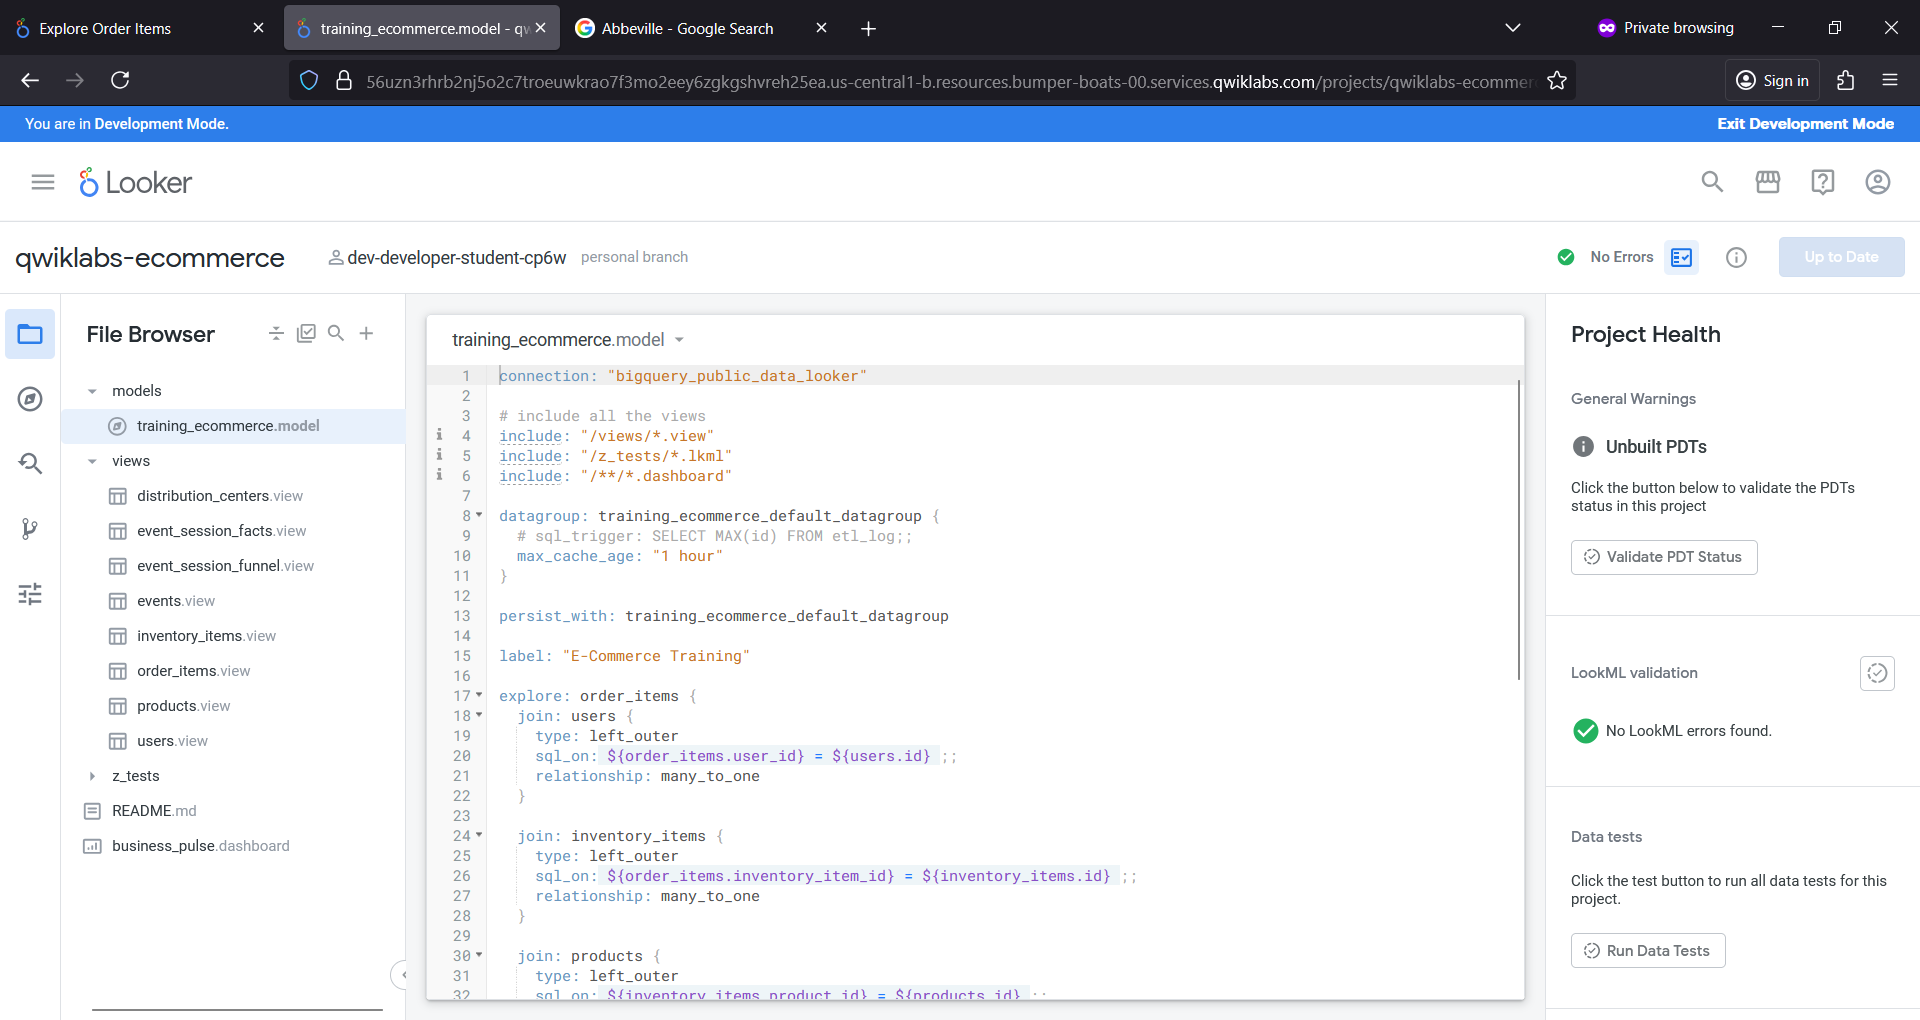 Explore Order Items
training_ecommerce.model - qw
Abbeville - Google Search
Private browsing
56uzn3rhrb2nj5o2c7troeuwkrao7f3mo2eey6zgkgshvreh25ea.us-central1-b.resources.bumper-boats-00.services.qwiklabs.com/projects/qwiklabs-ecommer
Sign in
You are in Development Mode.
Exit Development Mode
Looker
qwiklabs-ecommerce
dev-developer-student-cp6w personal branch
No Errors
Up to Date
File Browser
models
training_ecommerce.model
views
distribution_centers.view
event_session_facts.view
event_session_funnel.view
events.view
inventory_items.view
order_items.view
products.view
users.view
z_tests
README.md
business_pulse.dashboard
training_ecommerce.model
1 connection: "bigquery_public_data_looker"
2
3 # include all the views
4 include: "/views/*.view"
5 include: "/z_tests/*.lkml"
6 include: "/**/*.dashboard"
7
8 datagroup: training_ecommerce_default_datagroup {
9 # sql_trigger: SELECT MAX(id) FROM etl_log;;
10 max_cache_age: "1 hour"
11 }
12
13 persist_with: training_ecommerce_default_datagroup
14
15 label: "E-Commerce Training"
16
17 explore: order_items {
18 join: users {
19 type: left_outer
20 sql_on: ${order_items.user_id} = ${users.id} ;;
21 relationship: many_to_one
22 }
23
24 join: inventory_items {
25 type: left_outer
26 sql_on: ${order_items.inventory_item_id} = ${inventory_items.id} ;;
27 relationship: many_to_one
28 }
29
30 join: products {
31 type: left_outer
32 sql_on: ${inventory_items.product_id} = ${products.id} ;;
Project Health
General Warnings
Unbuilt PDTs
Click the button below to validate the PDTs
status in this project
Validate PDT Status
LookML validation
No LookML errors found.
Data tests
Click the test button to run all data tests for this
project.
Run Data Tests